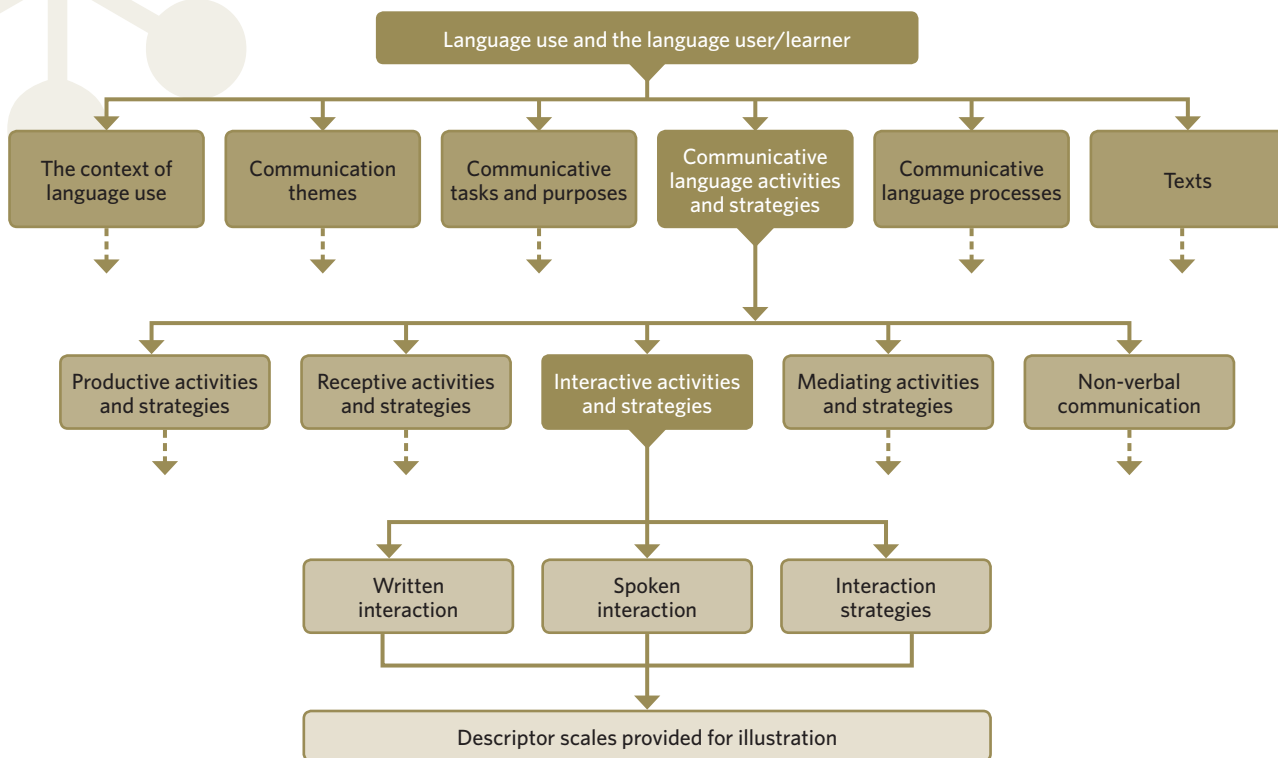 Language use and the language user/learner
The context of
language use
Communication
themes
Communicative
tasks and purposes
Communicative
language activities
and strategies
Communicative
language processes
Texts
Productive activities
and strategies
Receptive activities
and strategies
Interactive activities
and strategies
Mediating activities
and strategies
Non-verbal
communication
Written
interaction
Spoken
interaction
Interaction
strategies
Descriptor scales provided for illustration